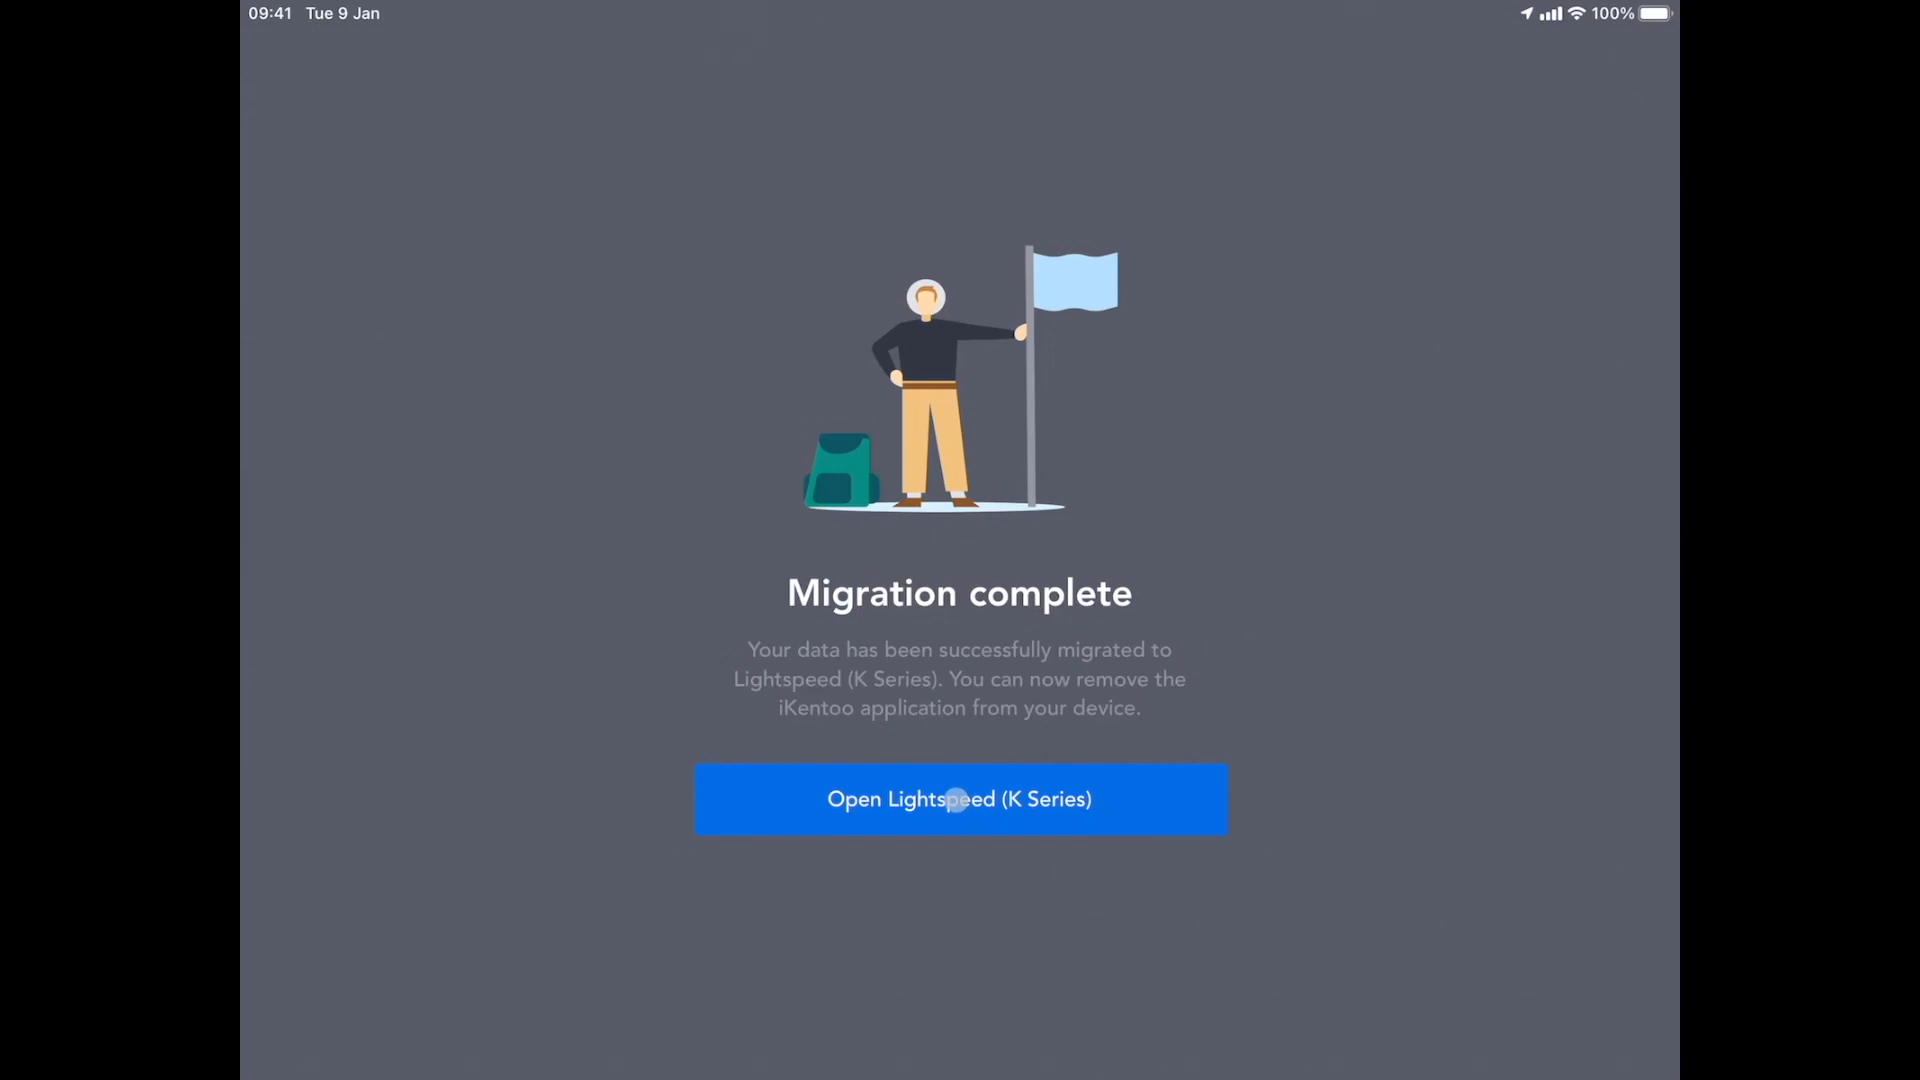 09:41 Tue 9 Jan
100%
Migration complete
Your data has been successfully migrated to
Lightspeed (K Series). You can now remove the
iKentoo application from your device.
Open Lightspeed (K Series)